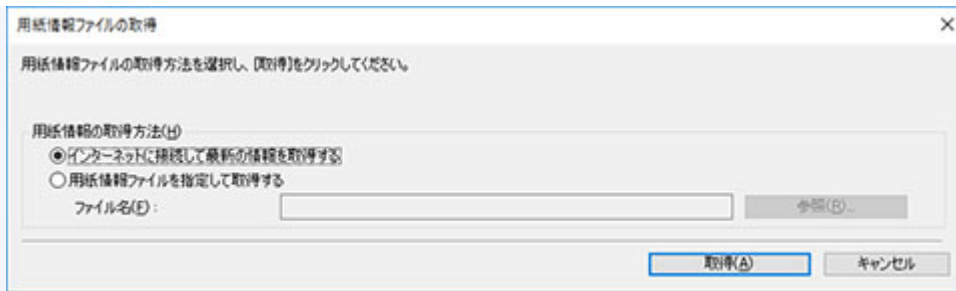 用紙情報ファイルの取得
用紙情報ファイルの取得方法を選択し、[取得]をクリックしてください。
用紙情報の取得方法(H)
インターネットに接続して最新の情報を取得する
用紙情報ファイルを指定して取得する
ファイル名(F):
参照(R)...
取得(A)
キャンセル